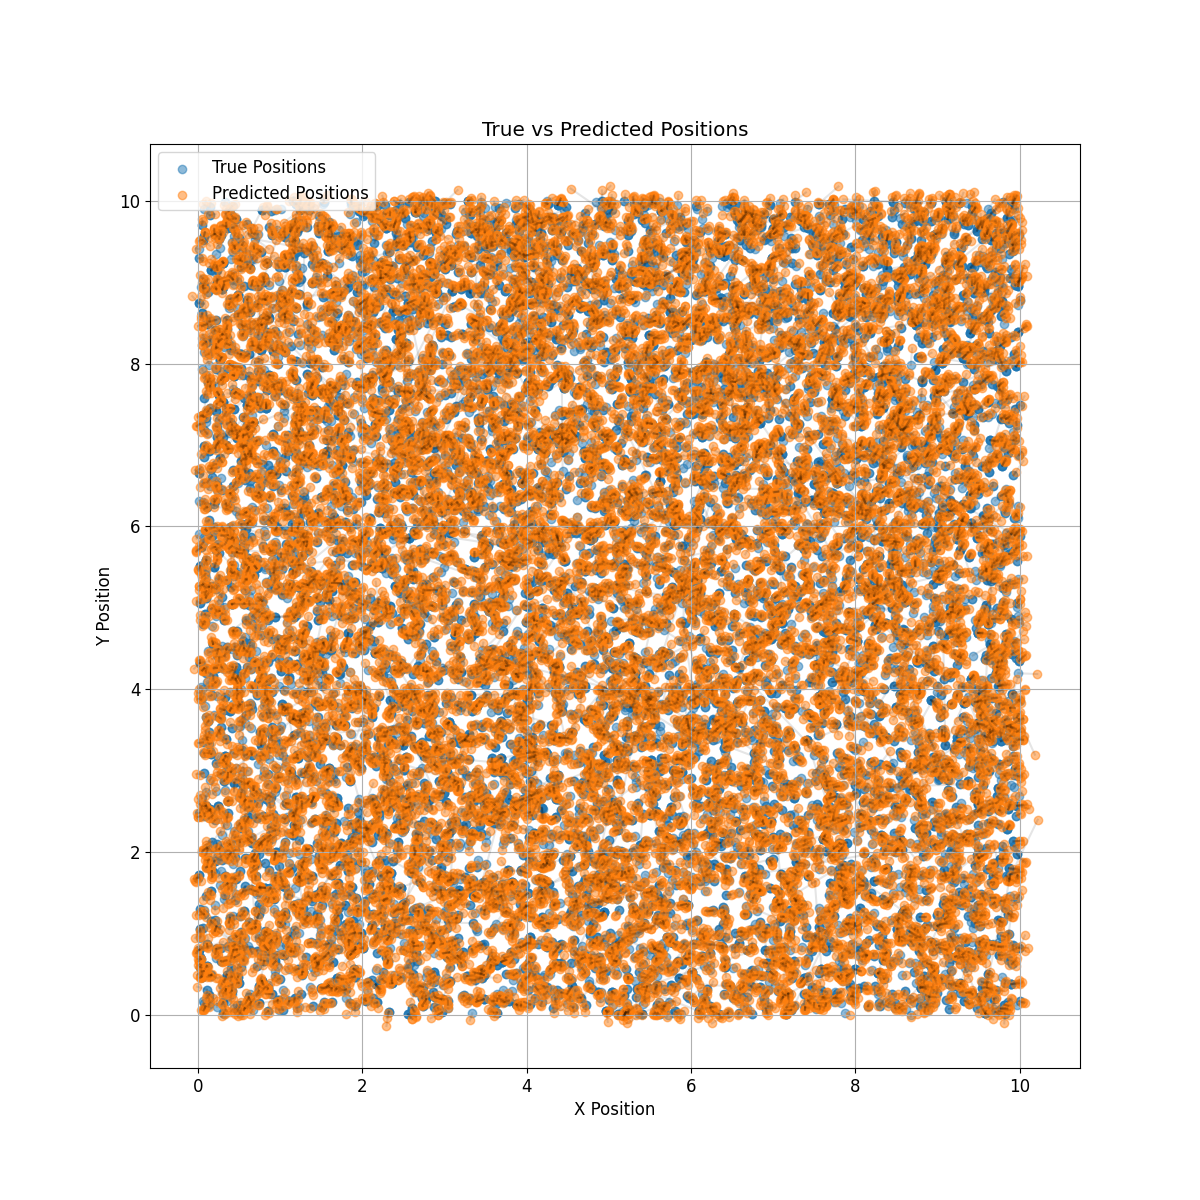 True vs Predicted Positions
True Positions
Predicted Positions
10
8
6
4
2
0
Y Position
0 2 4 6 8 10
X Position